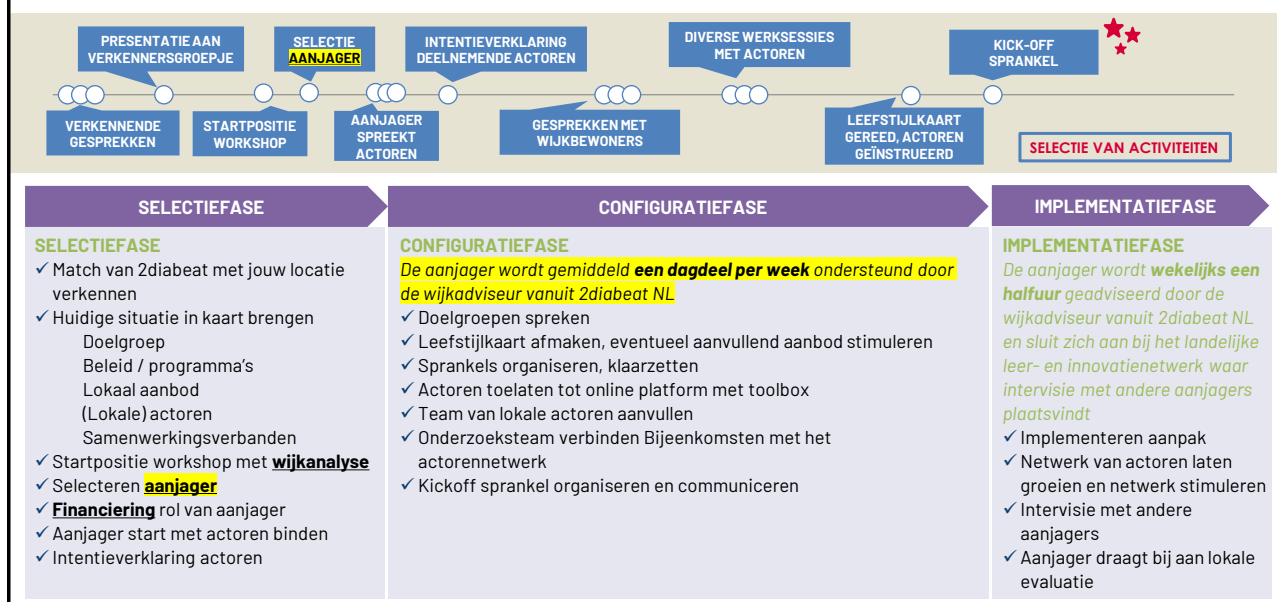 PRESENTATIE AAN
VERKENNERSGROEPJE
SELECTIE
AANJAGER
INTENTIEVERKLARING
DEELNEMENDE ACTOREN
DIVERSE WERKSESSIES
MET ACTOREN
KICK-OFF
SPRANKEL
VERKENNENDE
GESPREKKEN
STARTPOSITIE
WORKSHOP
AANJAGER
SPREEKT
ACTOREN
GESPREKKEN MET
WIJKBEWONERS
LEEFSTIJLKAART
GEREED, ACTOREN
GEÏNSTRUEERD
SELECTIE VAN ACTIVITEITEN
SELECTIEFASE
SELECTIEFASE
✓ Match van 2diabeat met jouw locatie
verkennen
✓ Huidige situatie in kaart brengen
Doelgroep
Beleid / programma's
Lokaal aanbod
(Lokale) actoren
Samenwerkingsverbanden
✓ Startpositie workshop met wijkanalyse
✓ Selecteren aanjager
✓ Financiering rol van aanjager
✓ Aanjager start met actoren binden
✓ Intentieverklaring actoren
CONFIGURATIEFASE
CONFIGURATIEFASE
De aanjager wordt gemiddeld een dagdeel per week ondersteund door
de wijkadviseur vanuit 2diabeat NL
✓ Doelgroepen spreken
✓ Leefstijlkaart afmaken, eventueel aanvullend aanbod stimuleren
✓ Sprankels organiseren, klaarzetten
✓ Actoren toelaten tot online platform met toolbox
✓ Team van lokale actoren aanvullen
✓ Onderzoeksteam verbinden Bijeenkomsten met het
actorennetwerk
✓ Kickoff sprankel organiseren en communiceren
IMPLEMENTATIEFASE
IMPLEMENTATIEFASE
De aanjager wordt wekelijks een
halfuur geadviseerd door de
wijkadviseur vanuit 2diabeat NL
en sluit zich aan bij het landelijke
leer- en innovatienetwerk waar
intervisie met andere aanjagers
plaatsvindt
✓ Implementeren aanpak
✓ Netwerk van actoren laten
groeien en netwerk stimuleren
✓ Intervisie met andere
aanjagers
✓ Aanjager draagt bij aan lokale
evaluatie